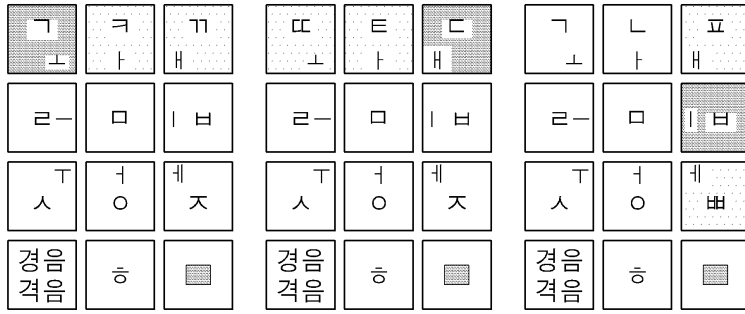 ㄱ ㅋ ㄲ ㄸ ㅌ ㄷ ㄱ ㄴ ㅍ
ㅗ ㅏ ㅐ ㅗ ㅏ ㅐ ㅗ ㅏ ㅐ
ㄹㅡ ㅁ ㅣㅂ ㄹㅡ ㅁ ㅣㅂ ㄹㅡ ㅁ ㅣㅂ
ㅜ ㅓ ㅔ ㅜ ㅓ ㅔ ㅜ ㅓ ㅔ
ㅅ ㅇ ㅈ ㅅ ㅇ ㅈ ㅅ ㅇ ㅃ
경음 경음 경음
격음 ㅎ 격음 ㅎ 격음 ㅎ